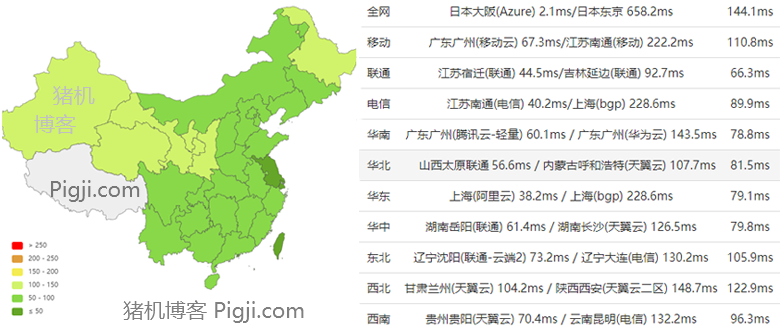 猪机
博客
Pigji.com
> 250
200 - 250
150 - 200
100 - 150
50 - 100
≤ 50
猪机博客 Pigji.com
全网 日本大阪(Azure) 2.1ms/日本东京 658.2ms 144.1ms
移动 广东广州(移动云) 67.3ms/江苏南通(移动) 222.2ms 110.8ms
联通 江苏宿迁(联通) 44.5ms/吉林延边(联通) 92.7ms 66.3ms
电信 江苏南通(电信) 40.2ms/上海(bgp) 228.6ms 89.9ms
华南 广东广州(腾讯云-轻量) 60.1ms / 广东广州(华为云) 143.5ms 78.8ms
华北 山西太原联通 56.6ms / 内蒙古呼和浩特(天翼云) 107.7ms 81.5ms
华东 上海(阿里云) 38.2ms / 上海(bgp) 228.6ms 79.1ms
华中 湖南岳阳(联通) 61.4ms / 湖南长沙(天翼云) 126.5ms 79.8ms
东北 辽宁沈阳(联通-云端2) 73.2ms / 辽宁大连(电信) 130.2ms 105.9ms
西北 甘肃兰州(天翼云) 104.2ms / 陕西西安(天翼云二区) 148.7ms 122.9ms
西南 贵州贵阳(天翼云) 70.4ms / 云南昆明(电信) 132.2ms 96.3ms